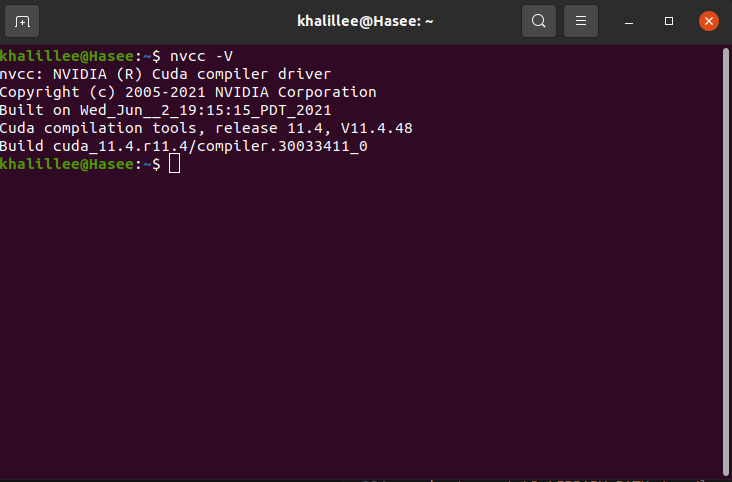 khalillee@Hasee: ~
khalillee@Hasee:~$ nvcc -V
nvcc: NVIDIA (R) Cuda compiler driver
Copyright (c) 2005-2021 NVIDIA Corporation
Built on Wed_Jun__2_19:15:15_PDT_2021
Cuda compilation tools, release 11.4, V11.4.48
Build cuda_11.4.r11.4/compiler.30033411_0
khalillee@Hasee:~$